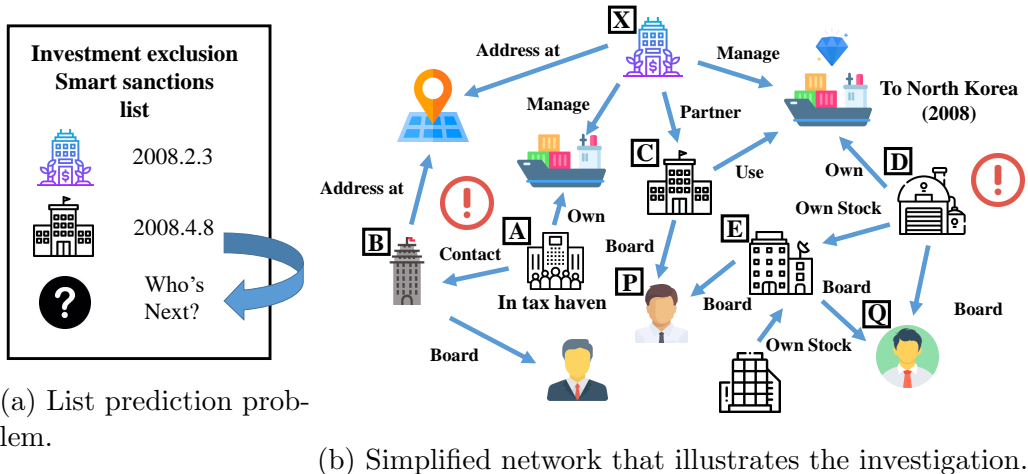 Investment exclusion
Smart sanctions
list
2008.2.3
2008.4.8
?
Who's
Next?
(a) List prediction prob-
lem.
X
Address at
Manage
Manage
To North Korea
(2008)
Partner
C
Use
D
Own
Address at
!
!
Own
Own Stock
B
Contact
A
Board
E
In tax haven
P
Board
Board
Q
Board
Board
Own Stock
(b) Simplified network that illustrates the investigation.